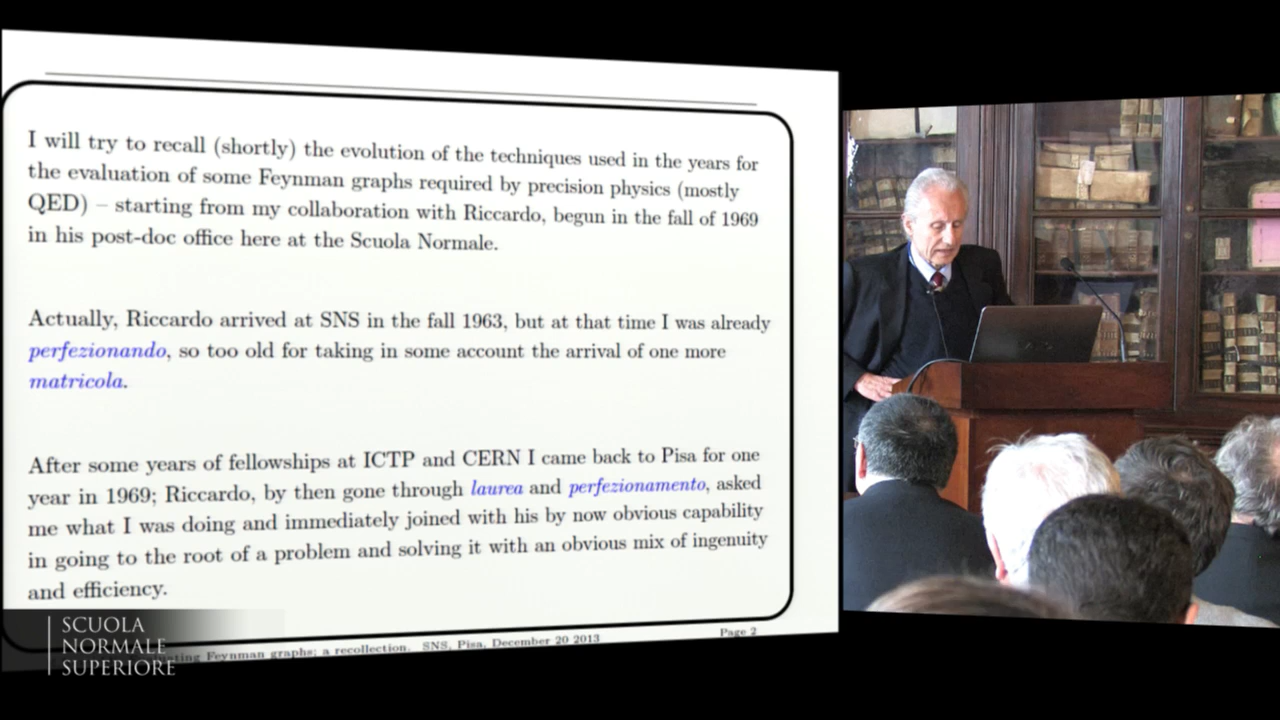 I will try to recall (shortly) the evolution of the techniques used in the years for
the evaluation of some Feynman graphs required by precision physics (mostly
QED) – starting from my collaboration with Riccardo, begun in the fall of 1969
in his post-doc office here at the Scuola Normale.
Actually, Riccardo arrived at SNS in the fall 1963, but at that time I was already
perfezionando, so too old for taking in some account the arrival of one more
matricola.
After some years of fellowships at ICTP and CERN I came back to Pisa for one
year in 1969; Riccardo, by then gone through laurea and perfezionamento, asked
me what I was doing and immediately joined with his by now obvious capability
in going to the root of a problem and solving it with an obvious mix of ingenuity
and efficiency.
Feynman graphs; a recollection. SNS, Pisa, December 20 2013 Page 2
SCUOLA
NORMALE
SUPERIORE